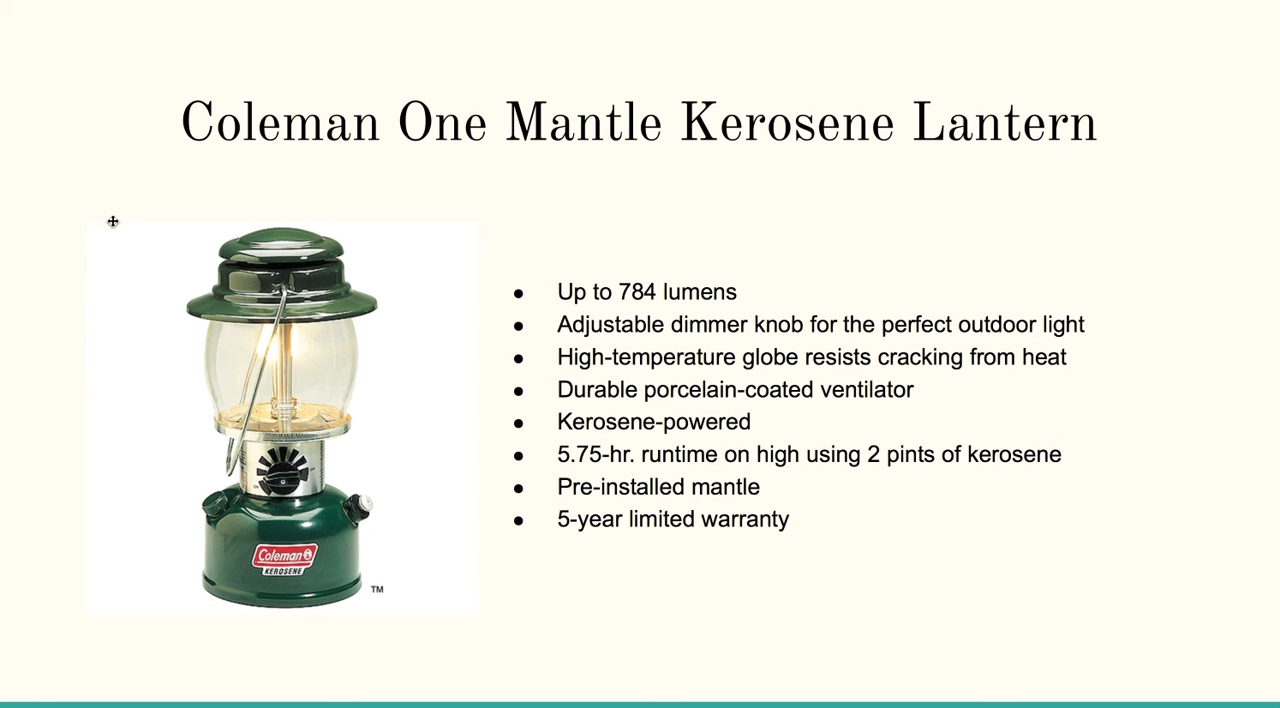 Coleman One Mantle Kerosene Lantern
● Up to 784 lumens
● Adjustable dimmer knob for the perfect outdoor light
● High-temperature globe resists cracking from heat
● Durable porcelain-coated ventilator
● Kerosene-powered
● 5.75-hr. runtime on high using 2 pints of kerosene
● Pre-installed mantle
● 5-year limited warranty
Coleman
KEROSENE
TM